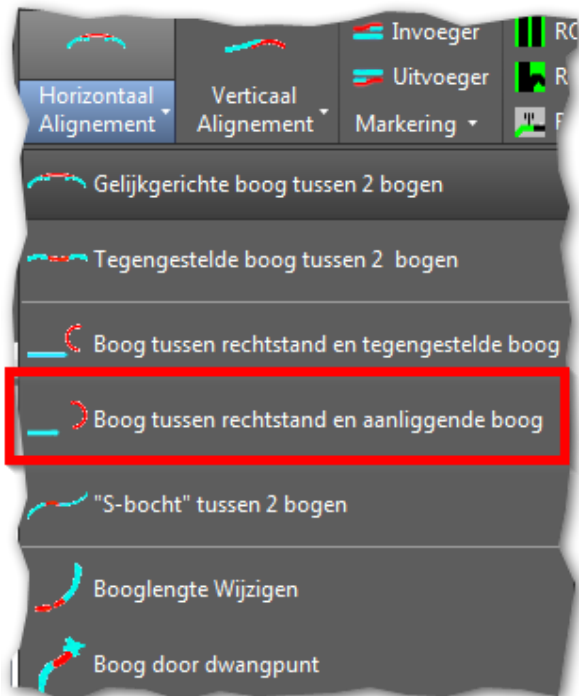 Invoeger
RO
Uitvoeger
R
Horizontaal
Alignement
Verticaal
Alignement
Markering
Gelijkgerichte boog tussen 2 bogen
Tegengestelde boog tussen 2 bogen
Boog tussen rechtstand en tegengestelde boog
Boog tussen rechtstand en aanliggende boog
"S-bocht" tussen 2 bogen
Booglengte Wijzigen
Boog door dwangpunt